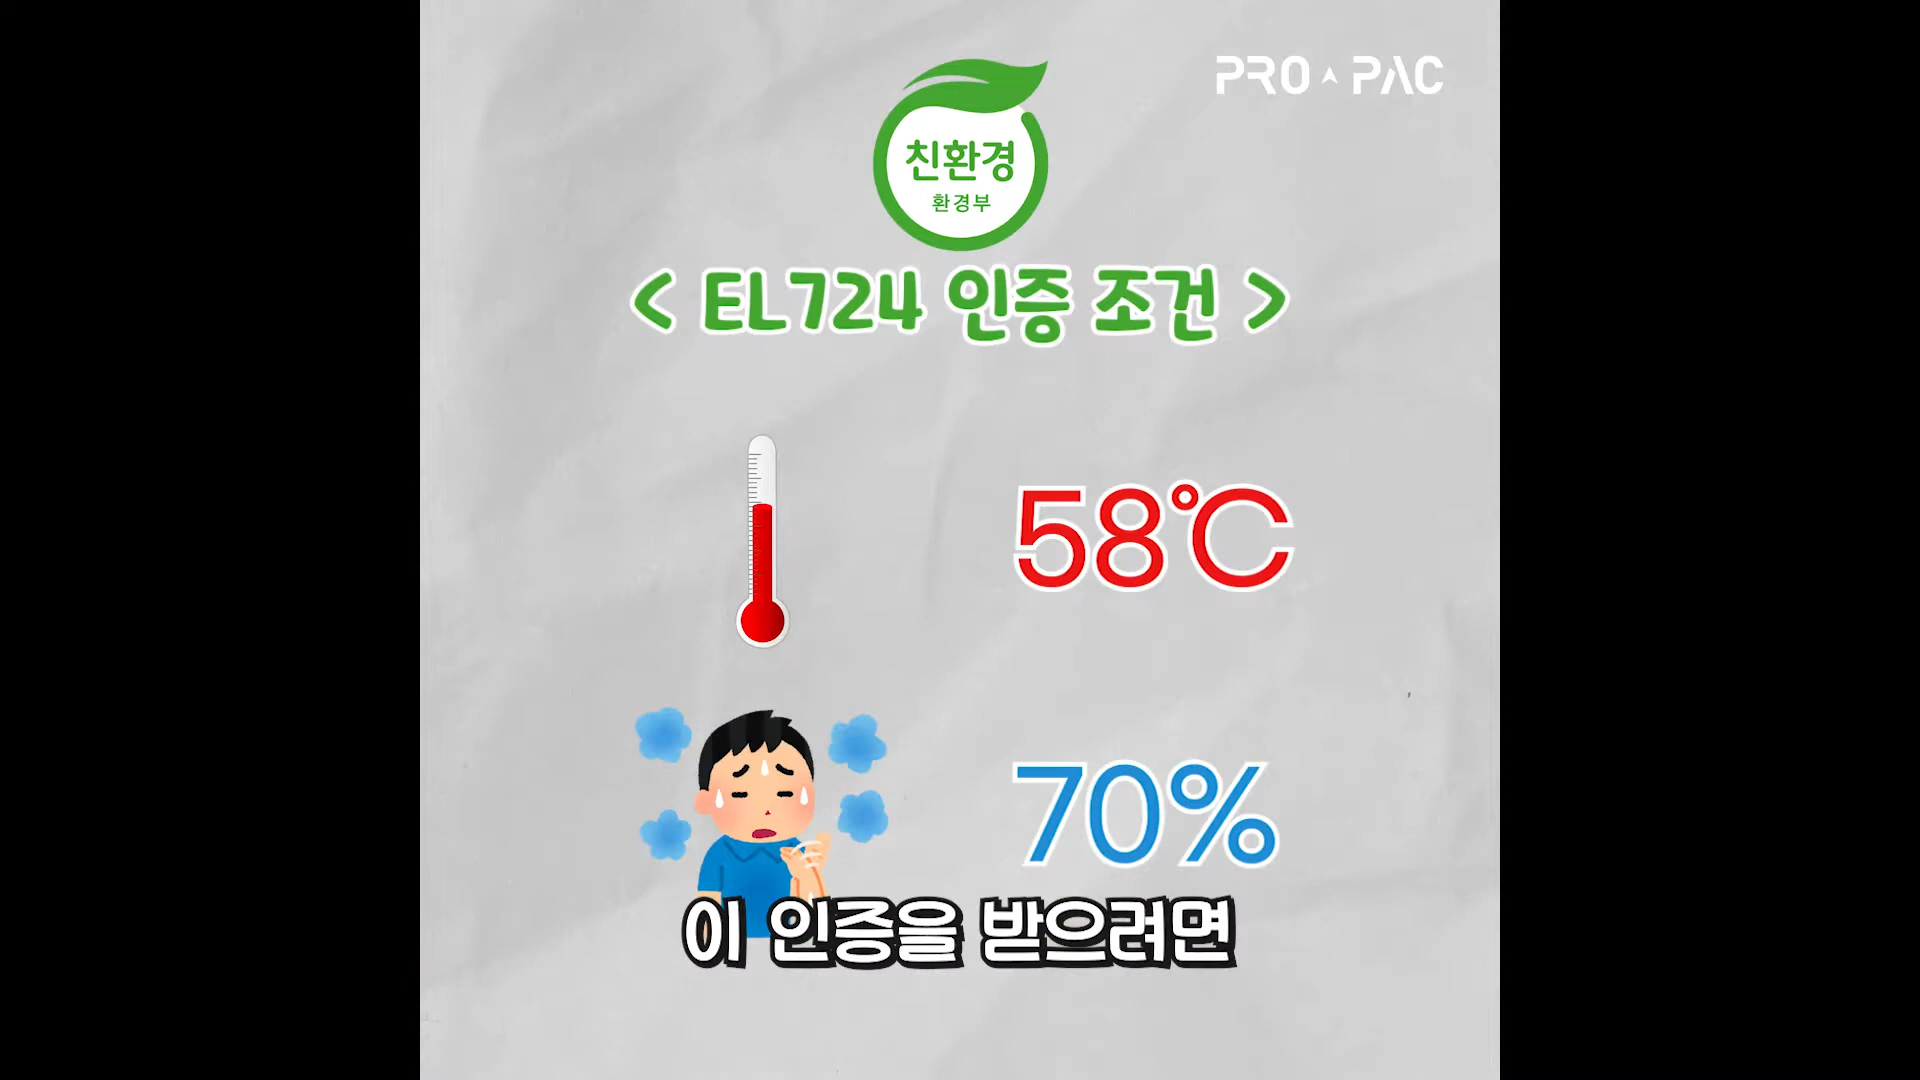 PRO PAC
친환경
환경부
< EL724 인증 조건 >
58℃
70%
이 인증을 받으려면